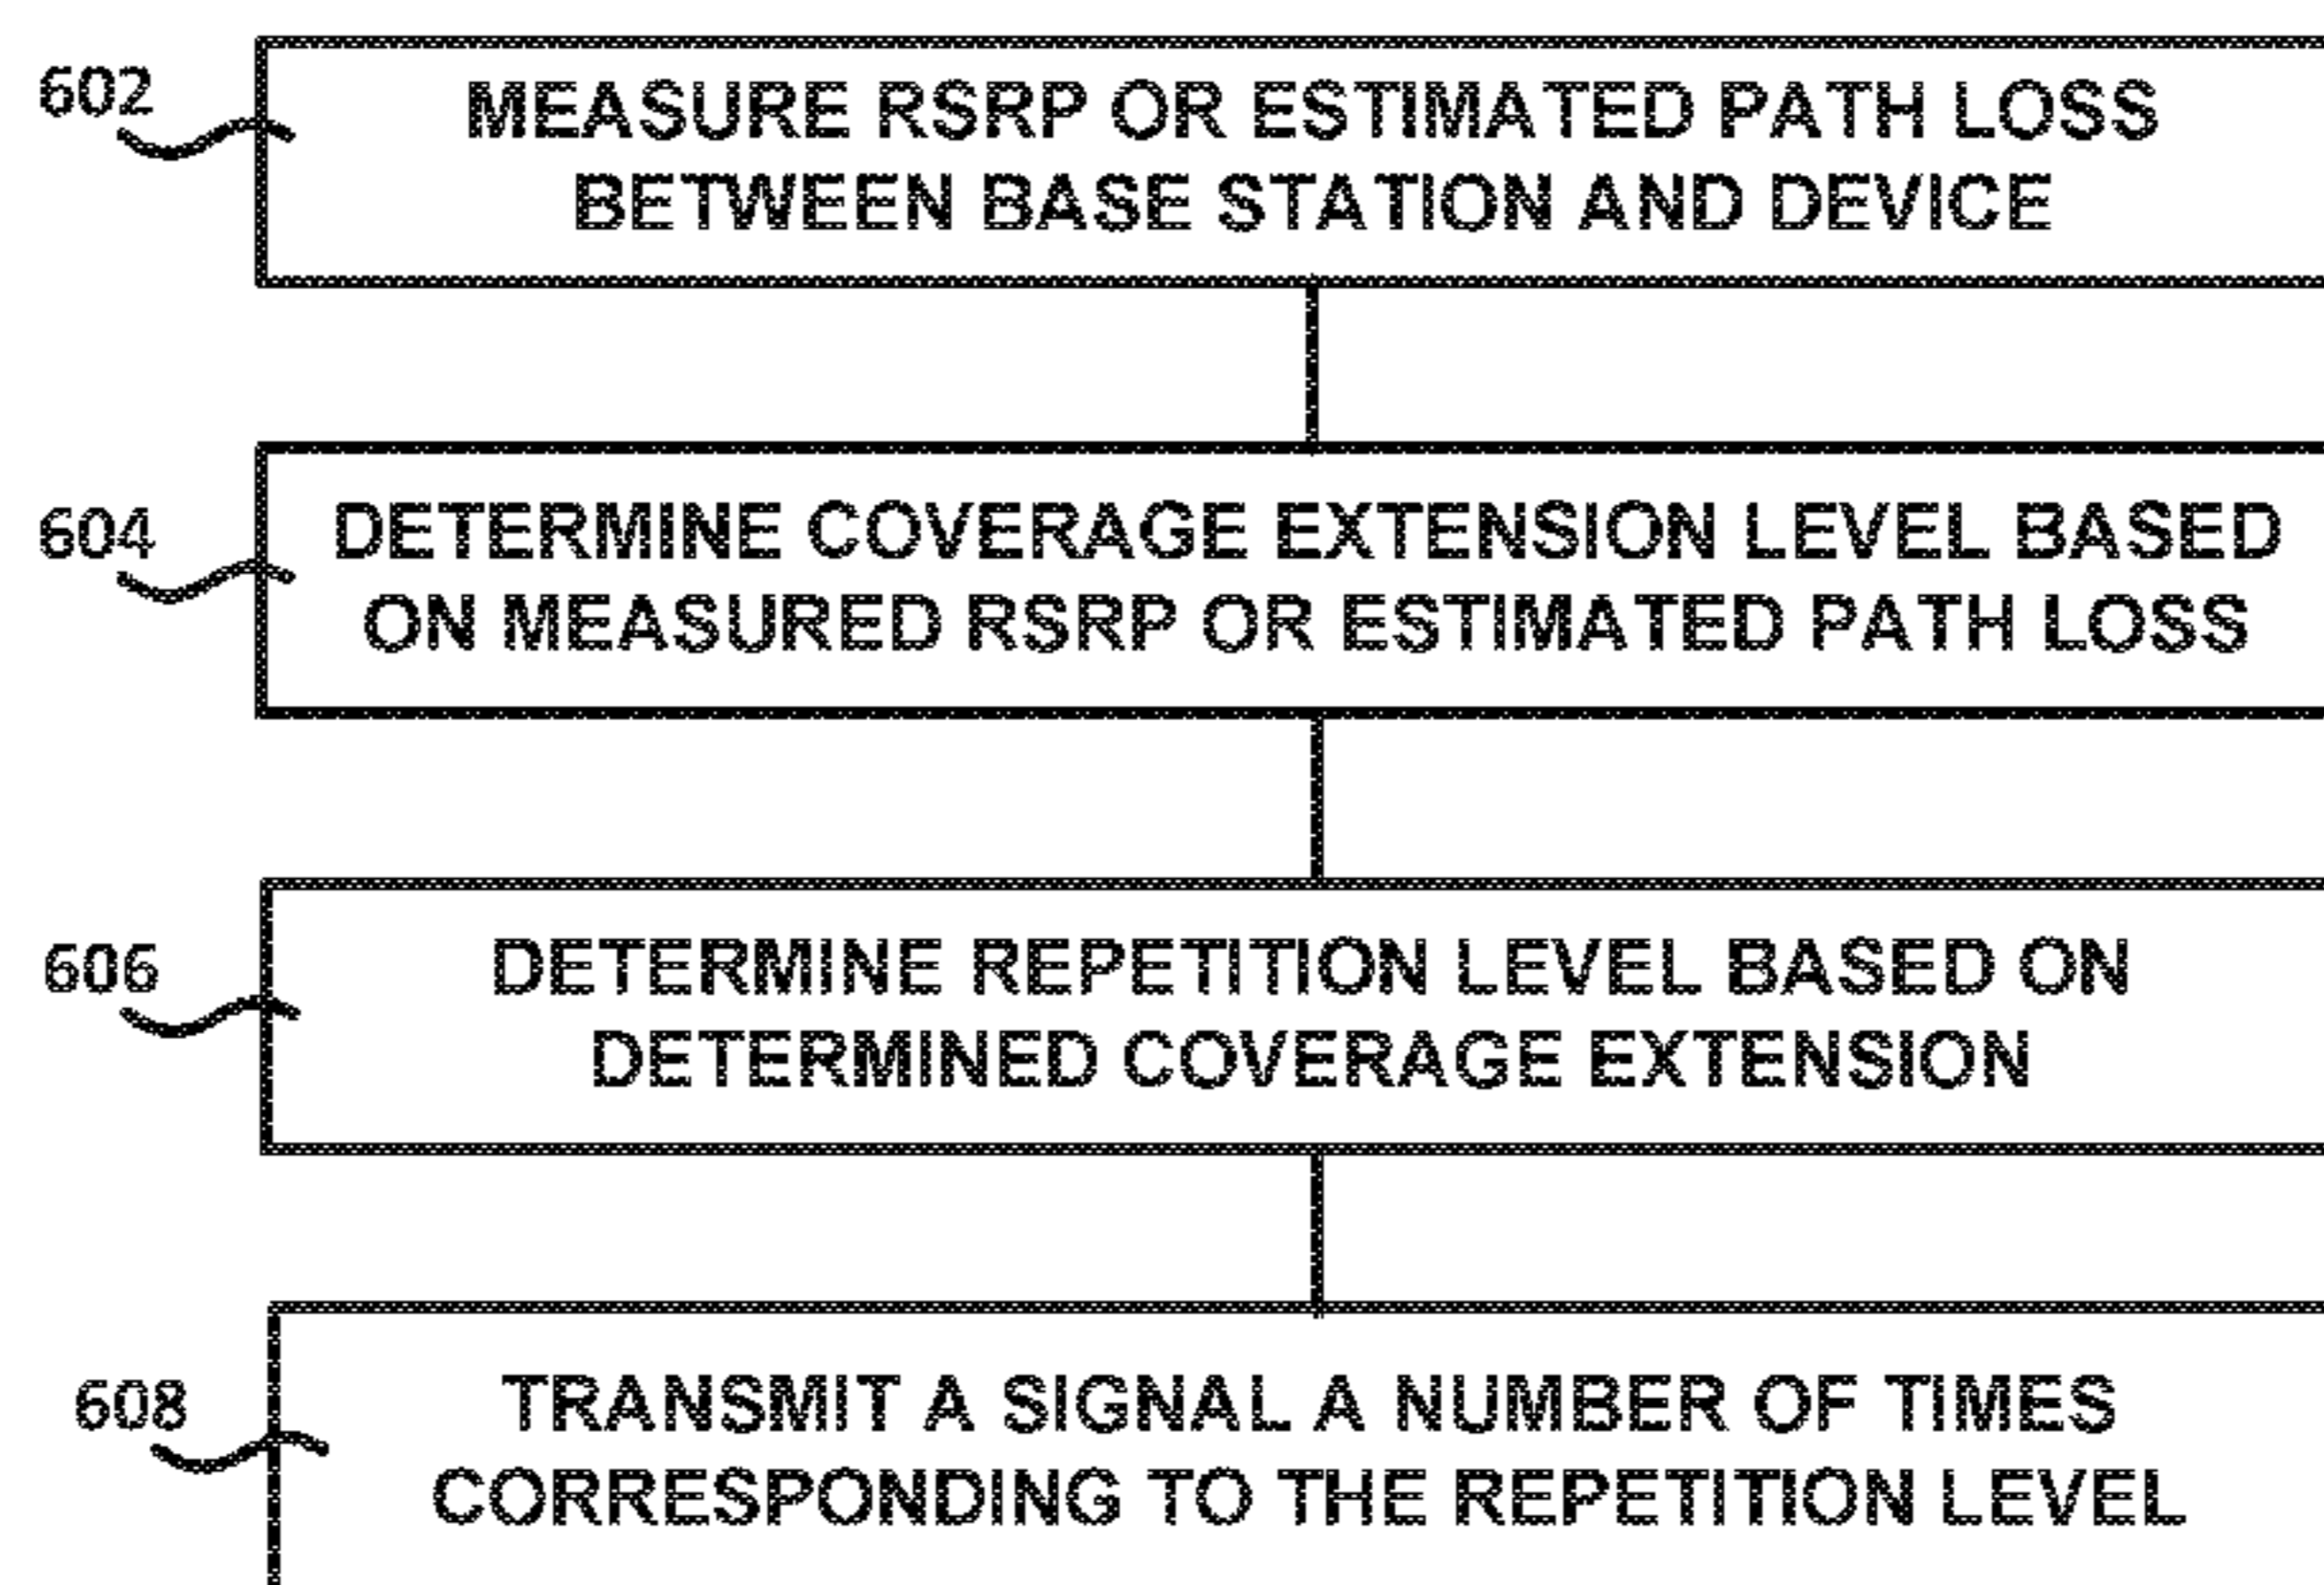 602
MEASURE RSRP OR ESTIMATED PATH LOSS
BETWEEN BASE STATION AND DEVICE
604
DETERMINE COVERAGE EXTENSION LEVEL BASED
ON MEASURED RSRP OR ESTIMATED PATH LOSS
606
DETERMINE REPETITION LEVEL BASED ON
DETERMINED COVERAGE EXTENSION
608
TRANSMIT A SIGNAL A NUMBER OF TIMES
CORRESPONDING TO THE REPETITION LEVEL